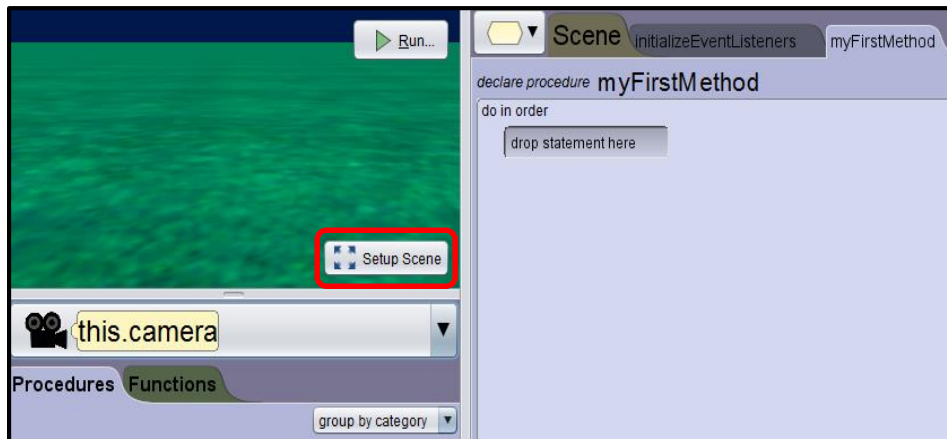 Run...
Setup Scene
this.camera
Procedures Functions
group by category
Scene initializeEventListeners myFirstMethod
declare procedure myFirstMethod
do in order
drop statement here